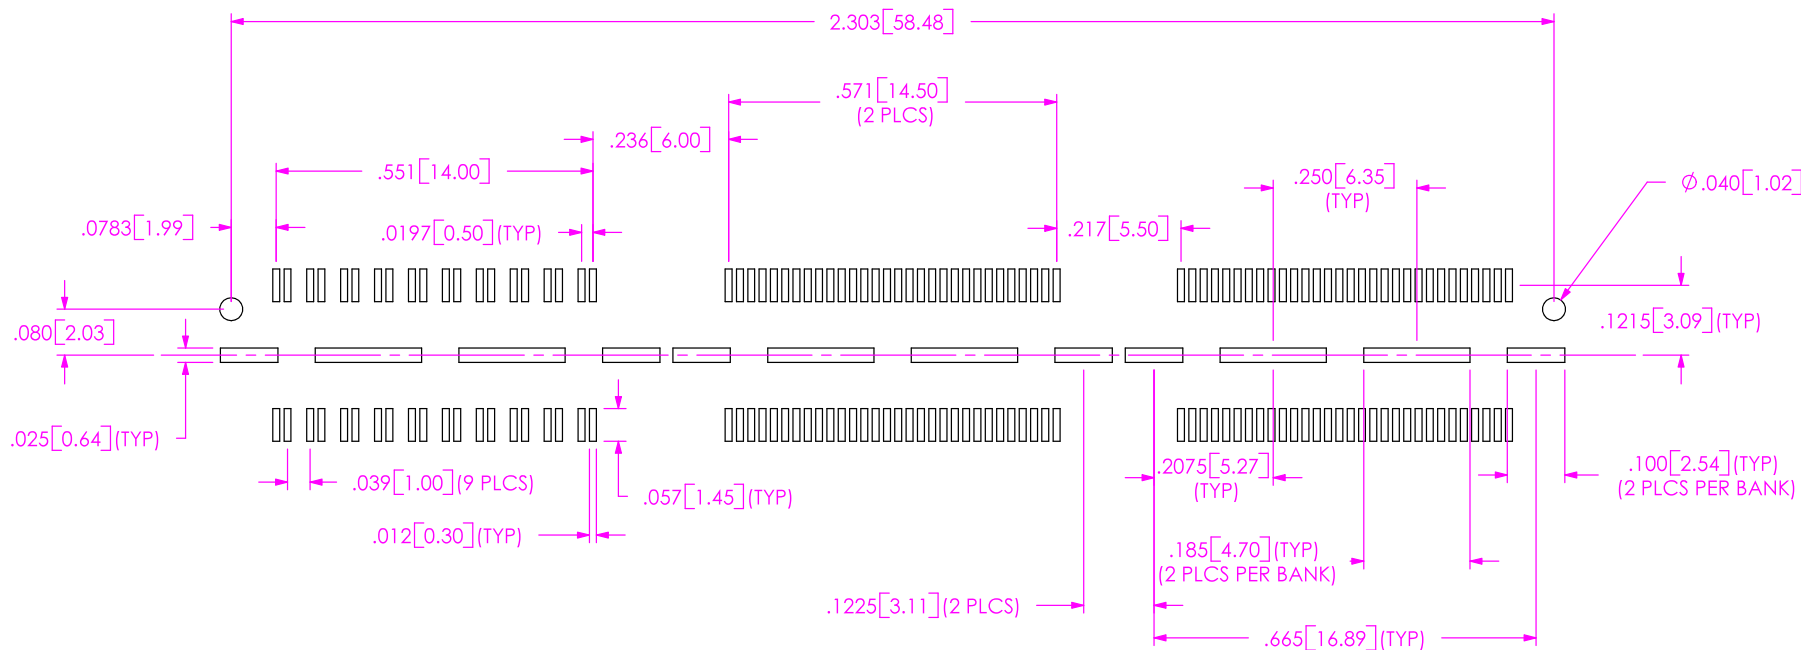 2.303[58.48]
.571[14.50]
(2 PLCS)
.236[6.00]
.551[14.00]
.250[6.35]
(TYP)
Ø.040[1.02]
.0783[1.99]
.0197[0.50](TYP)
.217[5.50]
.080[2.03]
.1215[3.09](TYP)
.025[0.64](TYP)
.039[1.00](9 PLCS)
.057[1.45](TYP)
.2075[5.27]
(TYP)
.100[2.54](TYP)
(2 PLCS PER BANK)
.012[0.30](TYP)
.185[4.70](TYP)
(2 PLCS PER BANK)
.1225[3.11](2 PLCS)
.665[16.89](TYP)